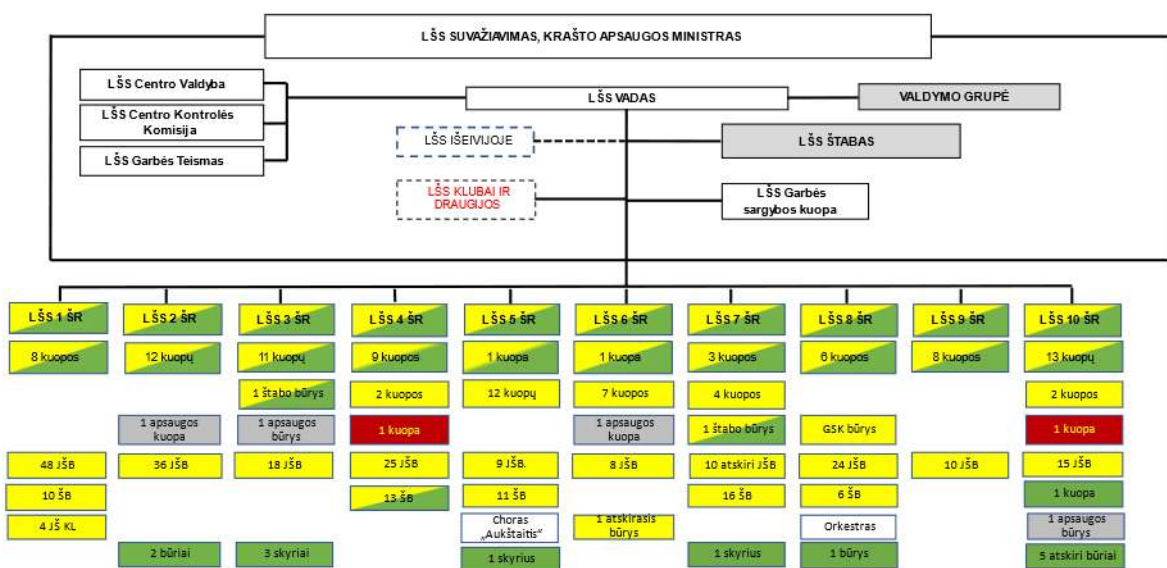 LŠS SUVAŽIAVIMAS, KRAŠTO APSAUGOS MINISTRAS
LŠS Centro Valdyba
LŠS VADAS
VALDYMO GRUPĖ
LŠS Centro Kontrolės
Komisija
LŠS IŠEIVIJOJE
LŠS ŠTABAS
LŠS Garbės Teismas
LŠS KLUBAI IR
DRAUGIJOS
LŠS Garbės
sargybos kuopa
LŠS 1 ŠR
LŠS 2 ŠR
LŠS 3 ŠR
LŠS 4 ŠR
LŠS 5 ŠR
LŠS 6 ŠR
LŠS 7 ŠR
LŠS 8 ŠR
LŠS 9 ŠR
LŠS 10 ŠR
8 kuopos
12 kuopų
11 kuopų
9 kuopos
1 kuopa
1 kuopa
3 kuopos
6 kuopos
8 kuopos
13 kuopų
1 štabo būrys
2 kuopos
12 kuopų
7 kuopos
4 kuopos
2 kuopos
1 apsaugos
kuopa
1 apsaugos
būrys
1 kuopa
1 apsaugos
kuopa
1 štabo būrys
GSK būrys
1 kuopa
48 JŠB
36 JŠB
18 JŠB
25 JŠB
9 JŠB.
8 JŠB
10 atskiri JŠB
24 JŠB
10 JŠB
15 JŠB
10 ŠB
13 ŠB
11 ŠB
16 ŠB
6 ŠB
1 kuopa
4 JŠ KL
Choras
„Aukštaitis"
1 atskirasis
būrys
Orkestras
1 apsaugos
būrys
2 būriai
3 skyriai
1 skyrius
1 skyrius
1 būrys
5 atskiri būriai